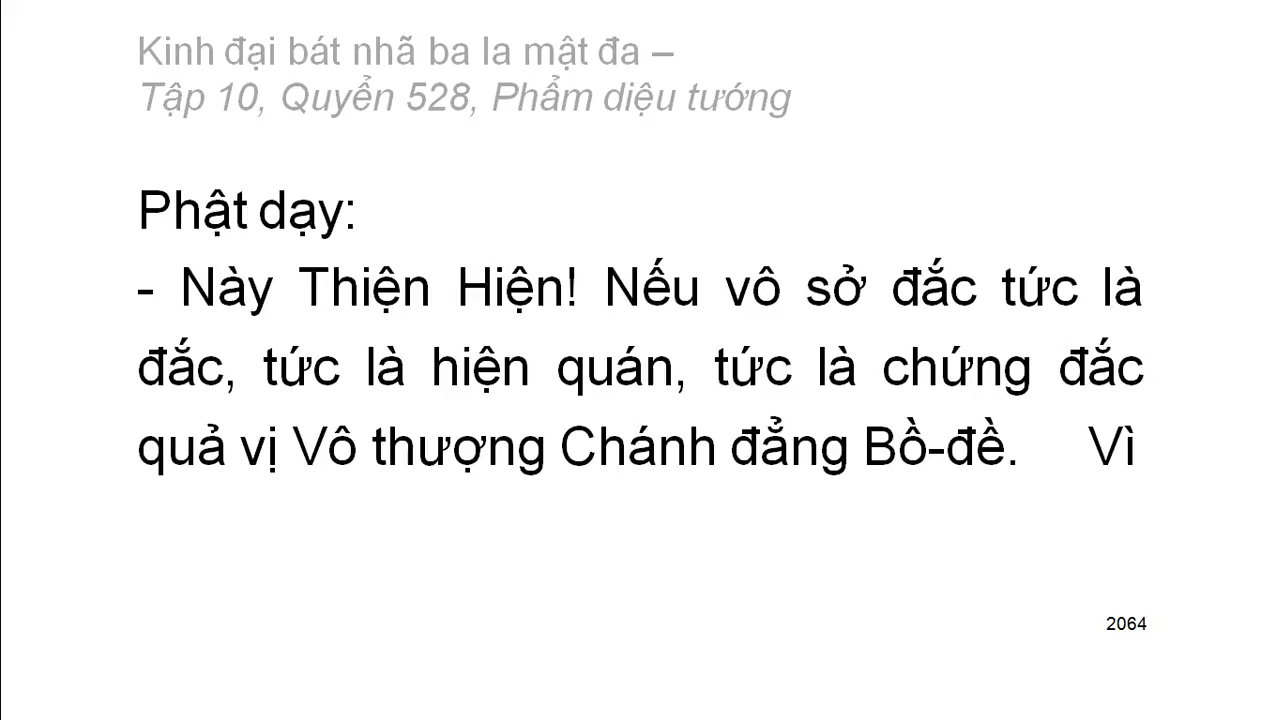 Kinh đại bát nhã ba la mật đa –
Tập 10, Quyển 528, Phẩm diệu tướng
Phật dạy:
- Này Thiện Hiện! Nếu vô sở đắc tức là
đắc, tức là hiện quán, tức là chứng đắc
quả vị Vô thượng Chánh đẳng Bồ-đề. Vì
2064